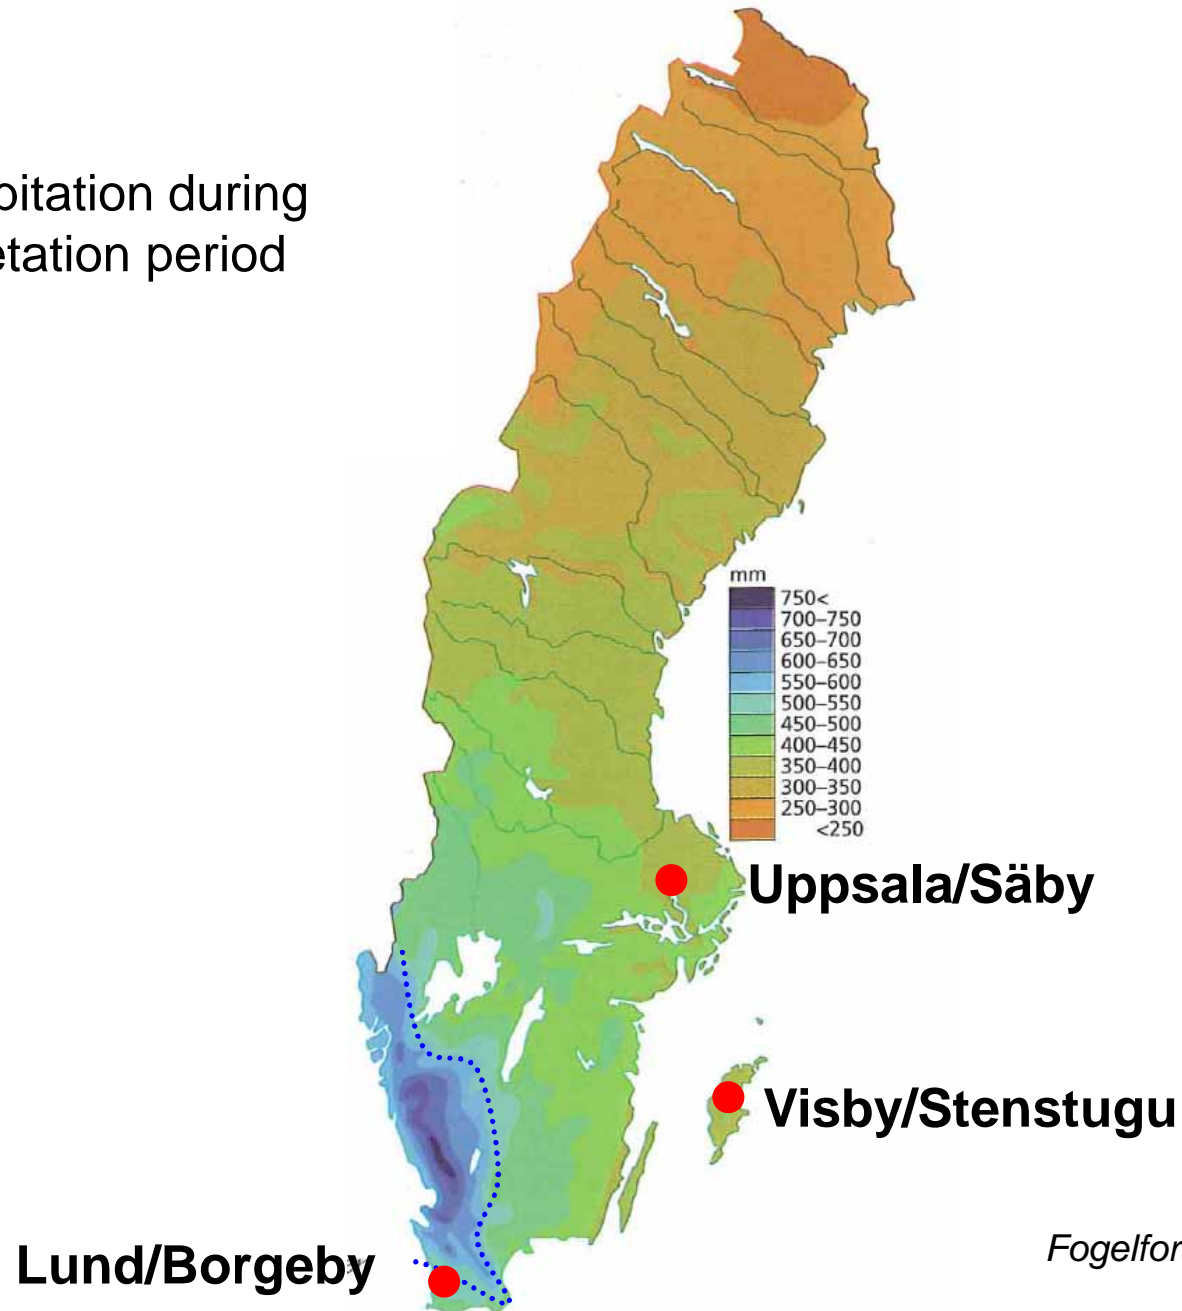 pitation during
etation period
mm
750<
700–750
650–700
600–650
550–600
500–550
450–500
400–450
350–400
300–350
250–300
<250
Uppsala/Säby
Visby/Stenstugu
Lund/Borgeby
Fogelfor